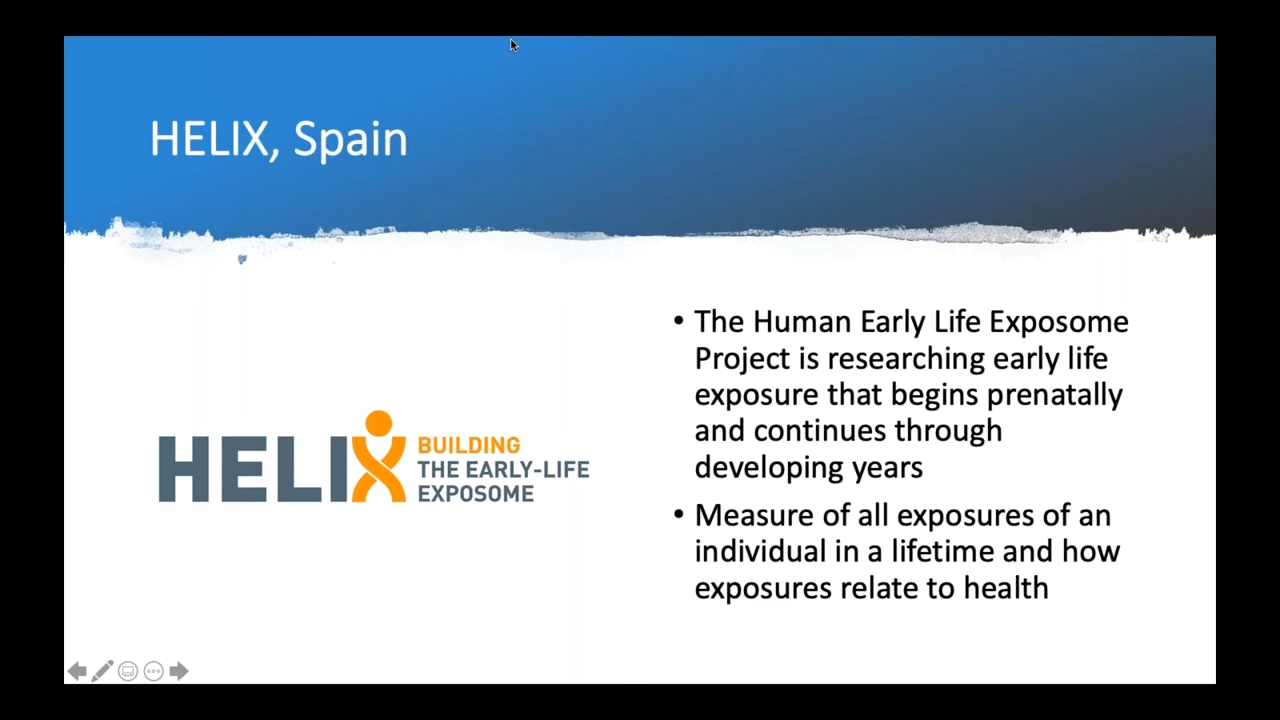 HELIX, Spain
• The Human Early Life Exposome
Project is researching early life
exposure that begins prenatally
and continues through
developing years
• Measure of all exposures of an
individual in a lifetime and how
exposures relate to health
HELIX
BUILDING
THE EARLY-LIFE
EXPOSOME